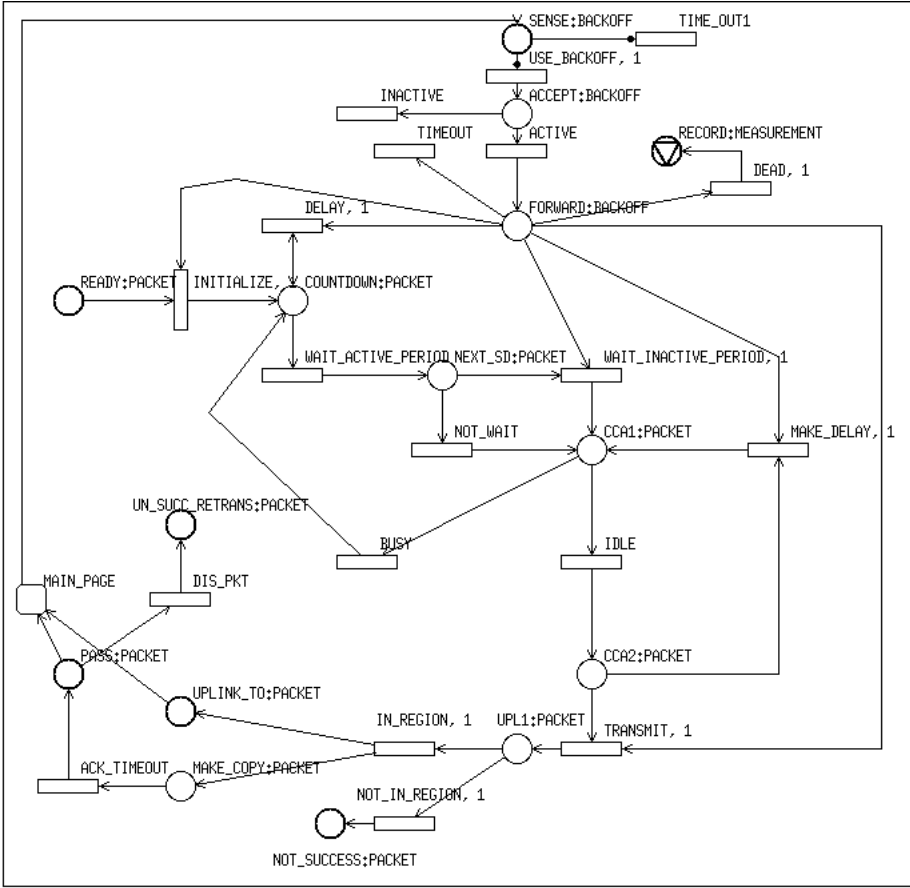 SENSE:BACKOFF
TIME_OUT1
USE_BACKOFF, 1
INACTIVE
ACCEPT:BACKOFF
TIMEOUT
ACTIVE
RECORD:MEASUREMENT
DEAD, 1
DELAY, 1
FORWARD:BACKOFF
READY:PACKET
INITIALIZE,
COUNTDOWN:PACKET
WAIT_ACTIVE_PERIOD
NEXT_SD:PACKET
WAIT_INACTIVE_PERIOD, 1
NOT_WAIT
CCA1:PACKET
MAKE_DELAY, 1
UN_SUCC_RETRANS:PACKET
BUSY
IDLE
MAIN_PAGE
DIS_PKT
PASS:PACKET
CCA2:PACKET
UPLINK_TO:PACKET
IN_REGION, 1
UPL1:PACKET
TRANSMIT, 1
ACK_TIMEOUT
MAKE_COPY:PACKET
NOT_IN_REGION, 1
NOT_SUCCESS:PACKET